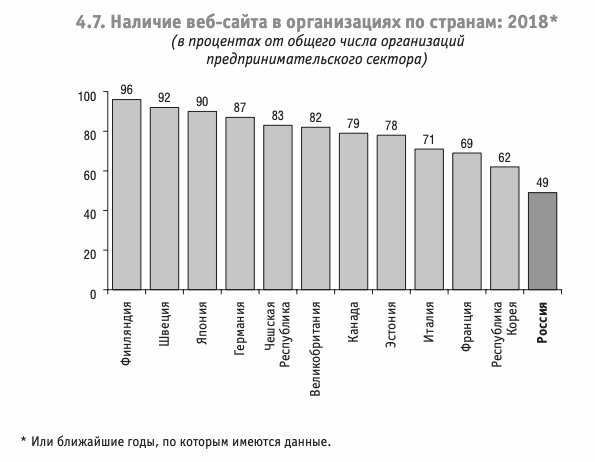 4.7. Наличие веб-сайта в организациях по странам: 2018*
(в процентах от общего числа организаций
предпринимательского сектора)
100
80
60
40
20
0
96
92
90
87
83
82
79
78
71
69
62
49
Финляндия
Швеция
Япония
Германия
Чешская
Республика
Великобритания
Канада
Эстония
Италия
Франция
Республика
Корея
Россия
* Или ближайшие годы, по которым имеются данные.